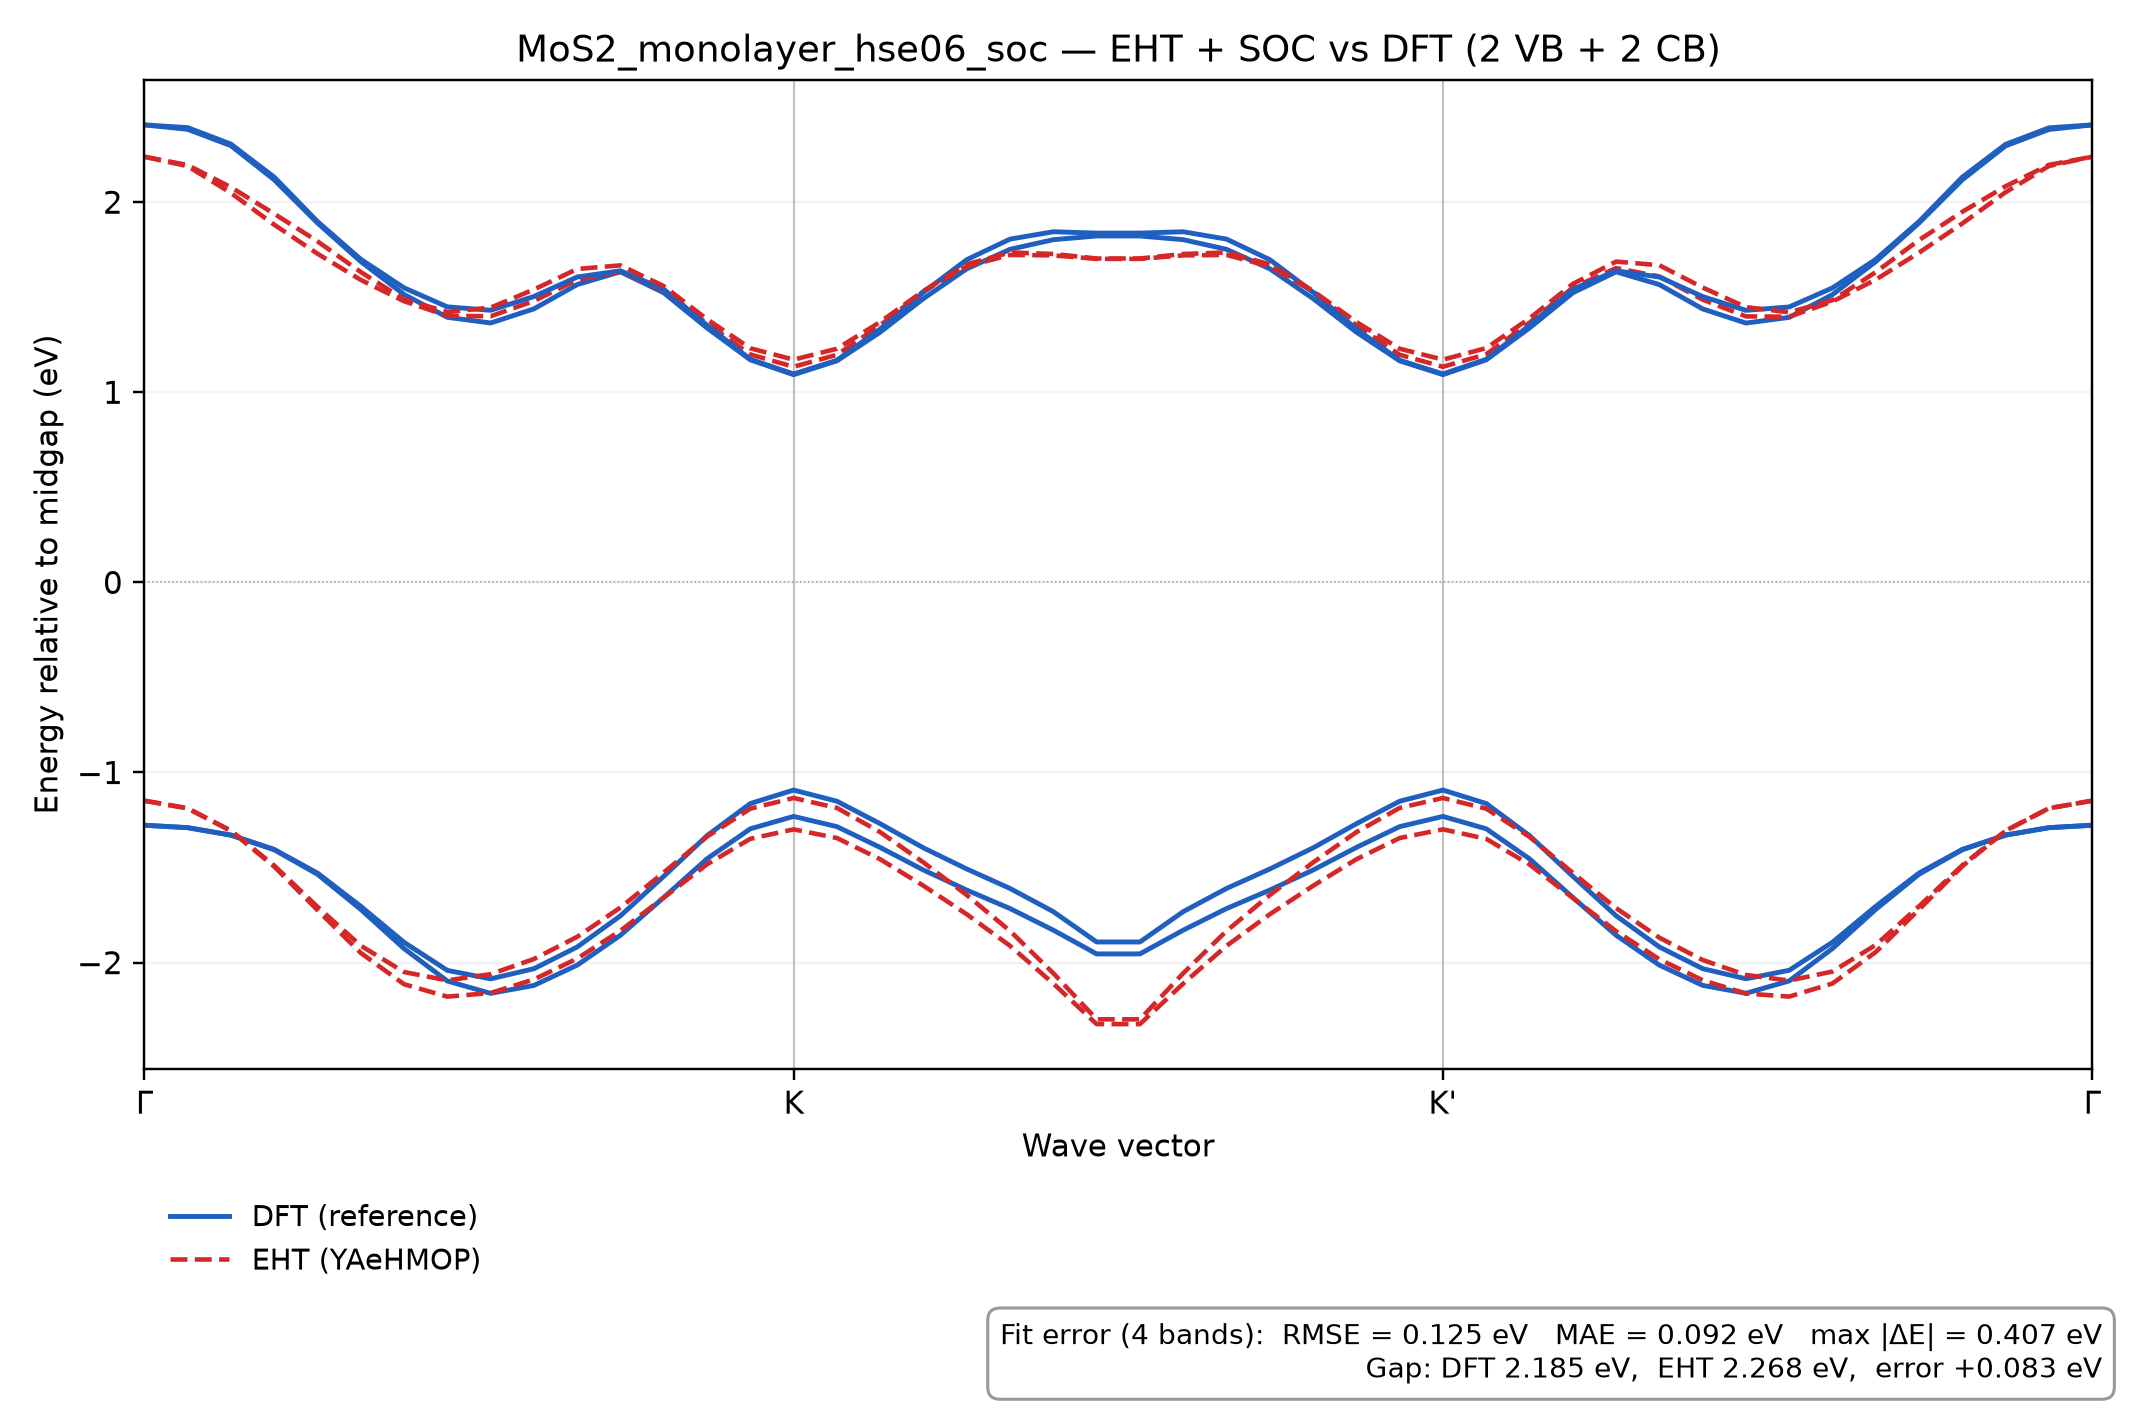 MoS2_monolayer_hse06_soc — EHT + SOC vs DFT (2 VB + 2 CB)
Energy relative to midgap (eV)
2
1
0
−1
−2
Γ K K' Γ
Wave vector
DFT (reference)
EHT (YAeHMOP)
Fit error (4 bands):  RMSE = 0.125 eV   MAE = 0.092 eV   max |ΔE| = 0.407 eV
Gap: DFT 2.185 eV,  EHT 2.268 eV,  error +0.083 eV